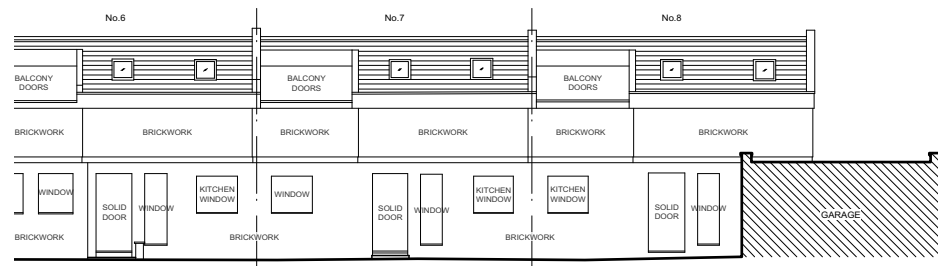 No.6
No.7
No.8
BALCONY
DOORS
BALCONY
DOORS
BALCONY
DOORS
BRICKWORK
BRICKWORK
BRICKWORK
BRICKWORK
BRICKWORK
BRICKWORK
WINDOW
SOLID
DOOR
WINDOW
KITCHEN
WINDOW
WINDOW
SOLID
DOOR
WINDOW
KITCHEN
WINDOW
KITCHEN
WINDOW
SOLID
DOOR
WINDOW
GARAGE
BRICKWORK
BRICKWORK
BRICKWORK